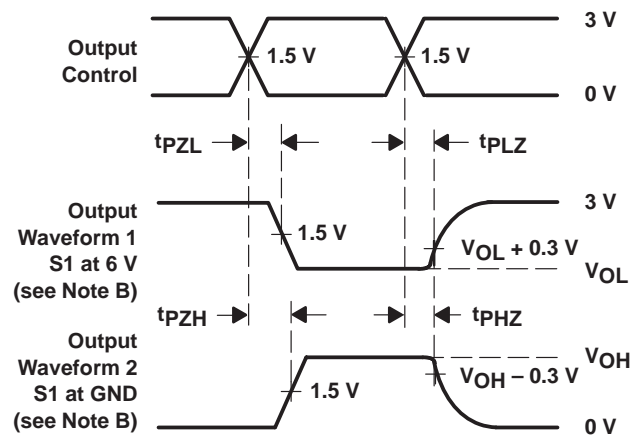 3 V
Output
Control
1.5 V
1.5 V
0 V
tPZL
tPLZ
3 V
Output
Waveform 1
S1 at 6 V
(see Note B)
1.5 V
VOL + 0.3 V
VOL
tPZH
tPHZ
Output
Waveform 2
S1 at GND
(see Note B)
1.5 V
VOH
VOH – 0.3 V
0 V